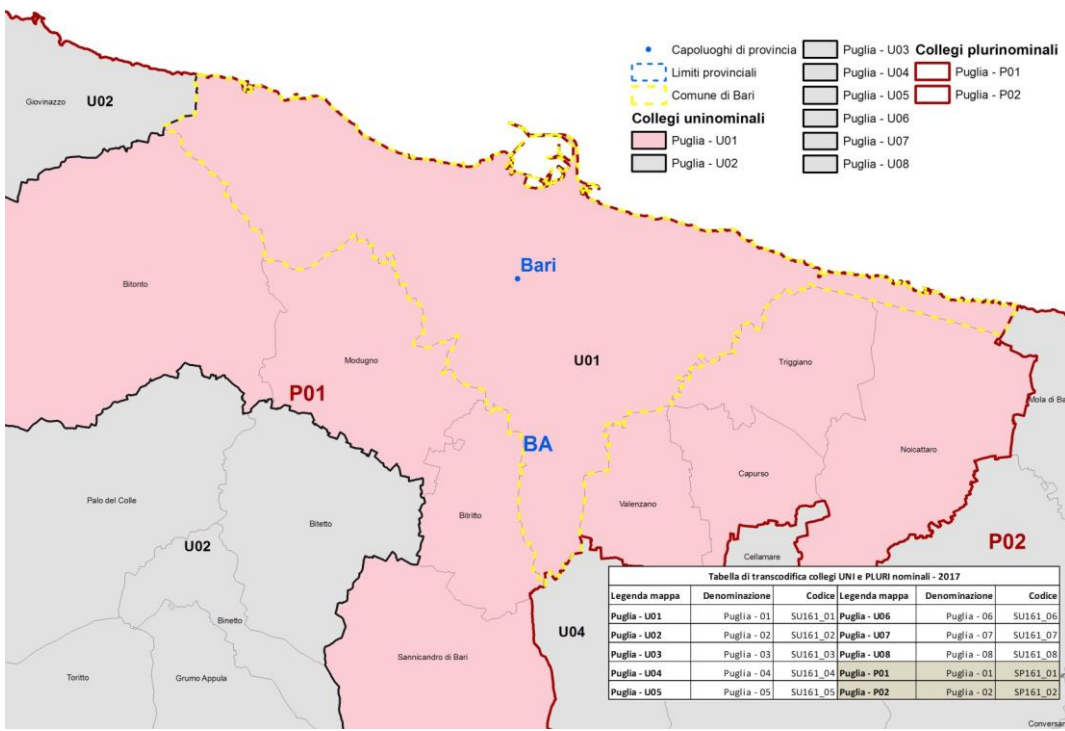 Capoluoghi di provincia
Limiti provinciali
Comune di Bari
Collegi uninominali
Puglia - U01
Puglia - U02
Puglia - U03
Puglia - U04
Puglia - U05
Puglia - U06
Puglia - U07
Puglia - U08
Collegi plurinominali
Puglia - P01
Puglia - P02
Giovinazzo
U02
Bari
Bitonto
Modugno
U01
Triggiano
P01
Mola di Ba
BA
Noicattaro
Capurso
Palo del Colle
Bitetto
Bitritto
Valenzano
U02
P02
Cellamare
Binetto
U04
Sannicandro di Bari
Toritto
Grumo Appula
Conversan
Tabella di transcodifica collegi UNI e PLURI nominali - 2017
Legenda mappa Denominazione Codice Legenda mappa Denominazione Codice
Puglia - U01 Puglia - 01 SU161_01 Puglia - U06 Puglia - 06 SU161_06
Puglia - U02 Puglia - 02 SU161_02 Puglia - U07 Puglia - 07 SU161_07
Puglia - U03 Puglia - 03 SU161_03 Puglia - U08 Puglia - 08 SU161_08
Puglia - U04 Puglia - 04 SU161_04 Puglia - P01 Puglia - 01 SP161_01
Puglia - U05 Puglia - 05 SU161_05 Puglia - P02 Puglia - 02 SP161_02